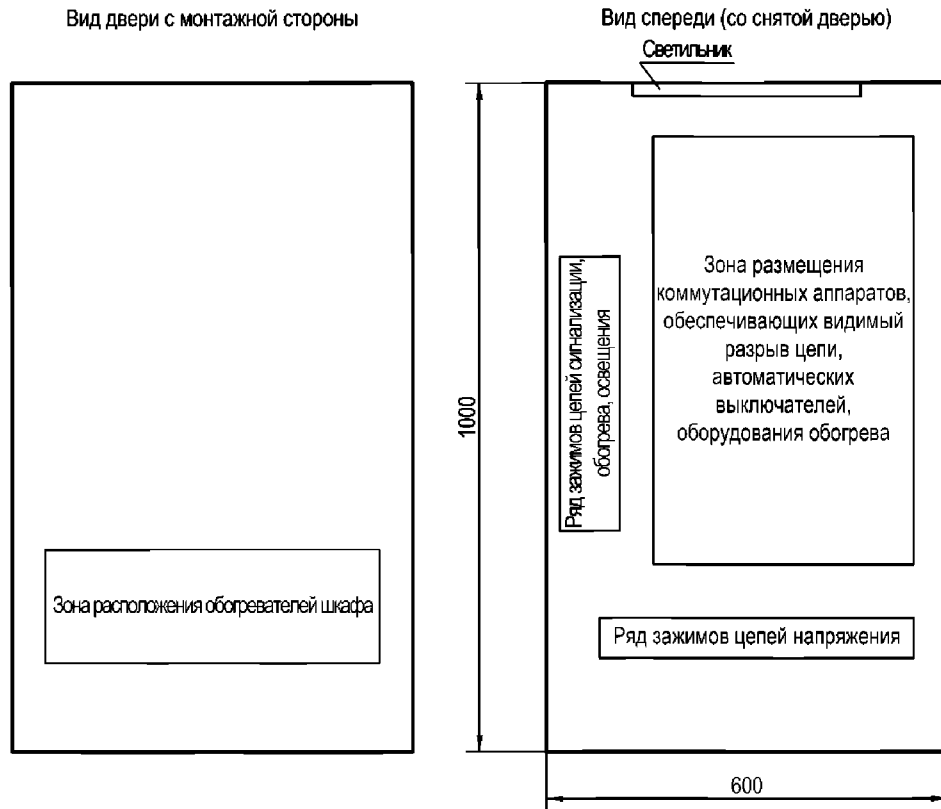 Вид двери с монтажной стороны
Зона расположения обогревателей шкафа
Вид спереди (со снятой дверью)
Светильник
1000
Ряд зажимов цепей сигнализации,
обогрева, освещения
Зона размещения
коммутационных аппаратов,
обеспечивающих видимый
разрыв цепи,
автоматических
выключателей,
оборудования обогрева
Ряд зажимов цепей напряжения
600